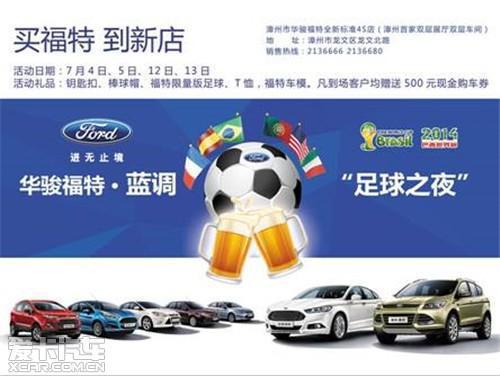 买福特 到新店
漳州市华骏福特全新标准4S店（漳州首家双层展厅双层车间）
地 址：漳州市龙文区龙文北路
销售热线：2136666 2136680
活动日期：7月4日、5日、12日、13日
活动礼品：钥匙扣、棒球帽、福特限量版足球、T恤，福特车模。凡到场客户均赠送500元现金购车券
Ford
进无止境
Ford
Brasil
2014
巴西世界杯
华骏福特·蓝调
“足球之夜”
爱卡汽车
XCAR.COM.CN